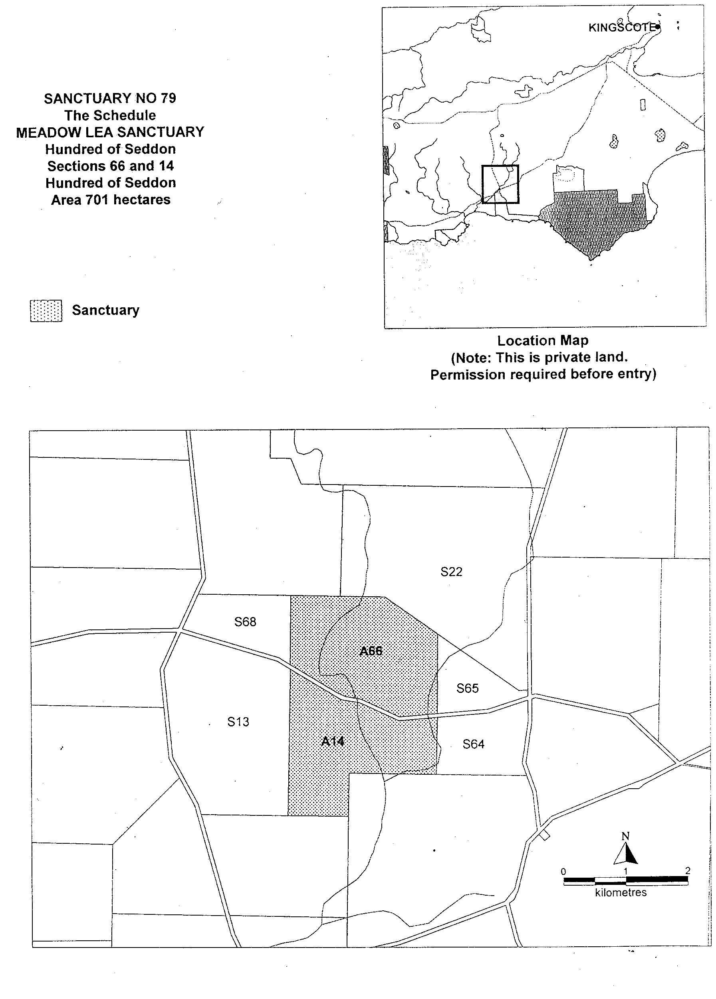 KINGSCOTE
SANCTUARY NO 79
The Schedule
MEADOW LEA SANCTUARY
Hundred of Seddon
Sections 66 and 14
Hundred of Seddon
Area 701 hectares
Sanctuary
Location Map
(Note: This is private land.
Permission required before entry)
S22
S68
A66
S65
S13
A14
S64
N
0 1 2
kilometres